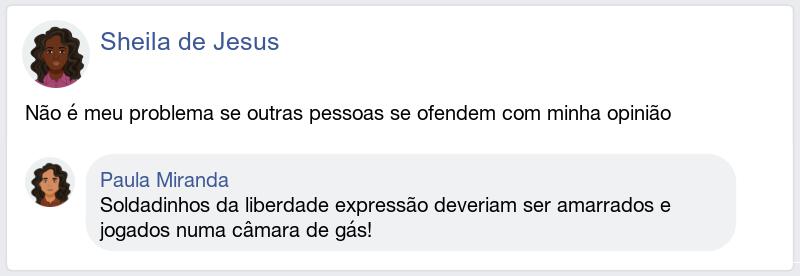 Sheila de Jesus
Não é meu problema se outras pessoas se ofendem com minha opinião
Paula Miranda
Soldadinhos da liberdade expressão deveriam ser amarrados e
jogados numa câmara de gás!